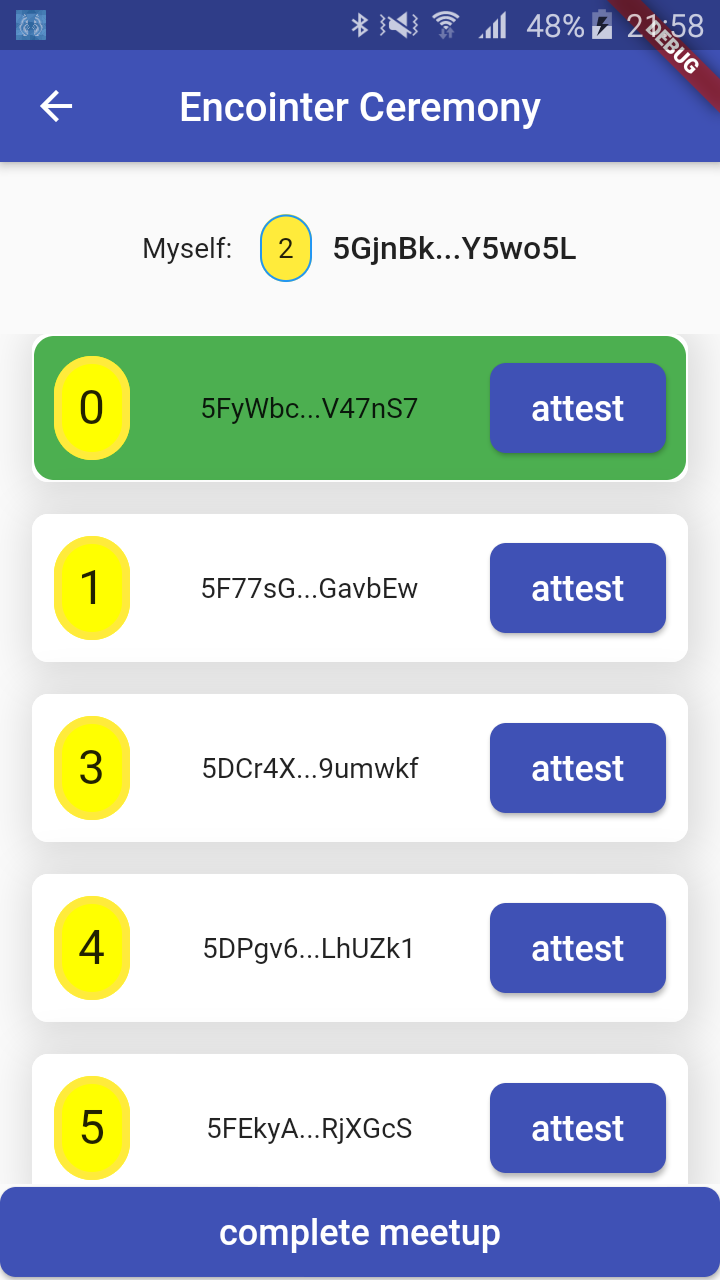 48% 21:58
DEBUG
Encointer Ceremony
Myself: 2 5GjnBk...Y5wo5L
0 5FyWbc...V47nS7 attest
1 5F77sG...GavbEw attest
3 5DCr4X...9umwkf attest
4 5DPgv6...LhUZk1 attest
5 5FEkyA...RjXGcS attest
complete meetup